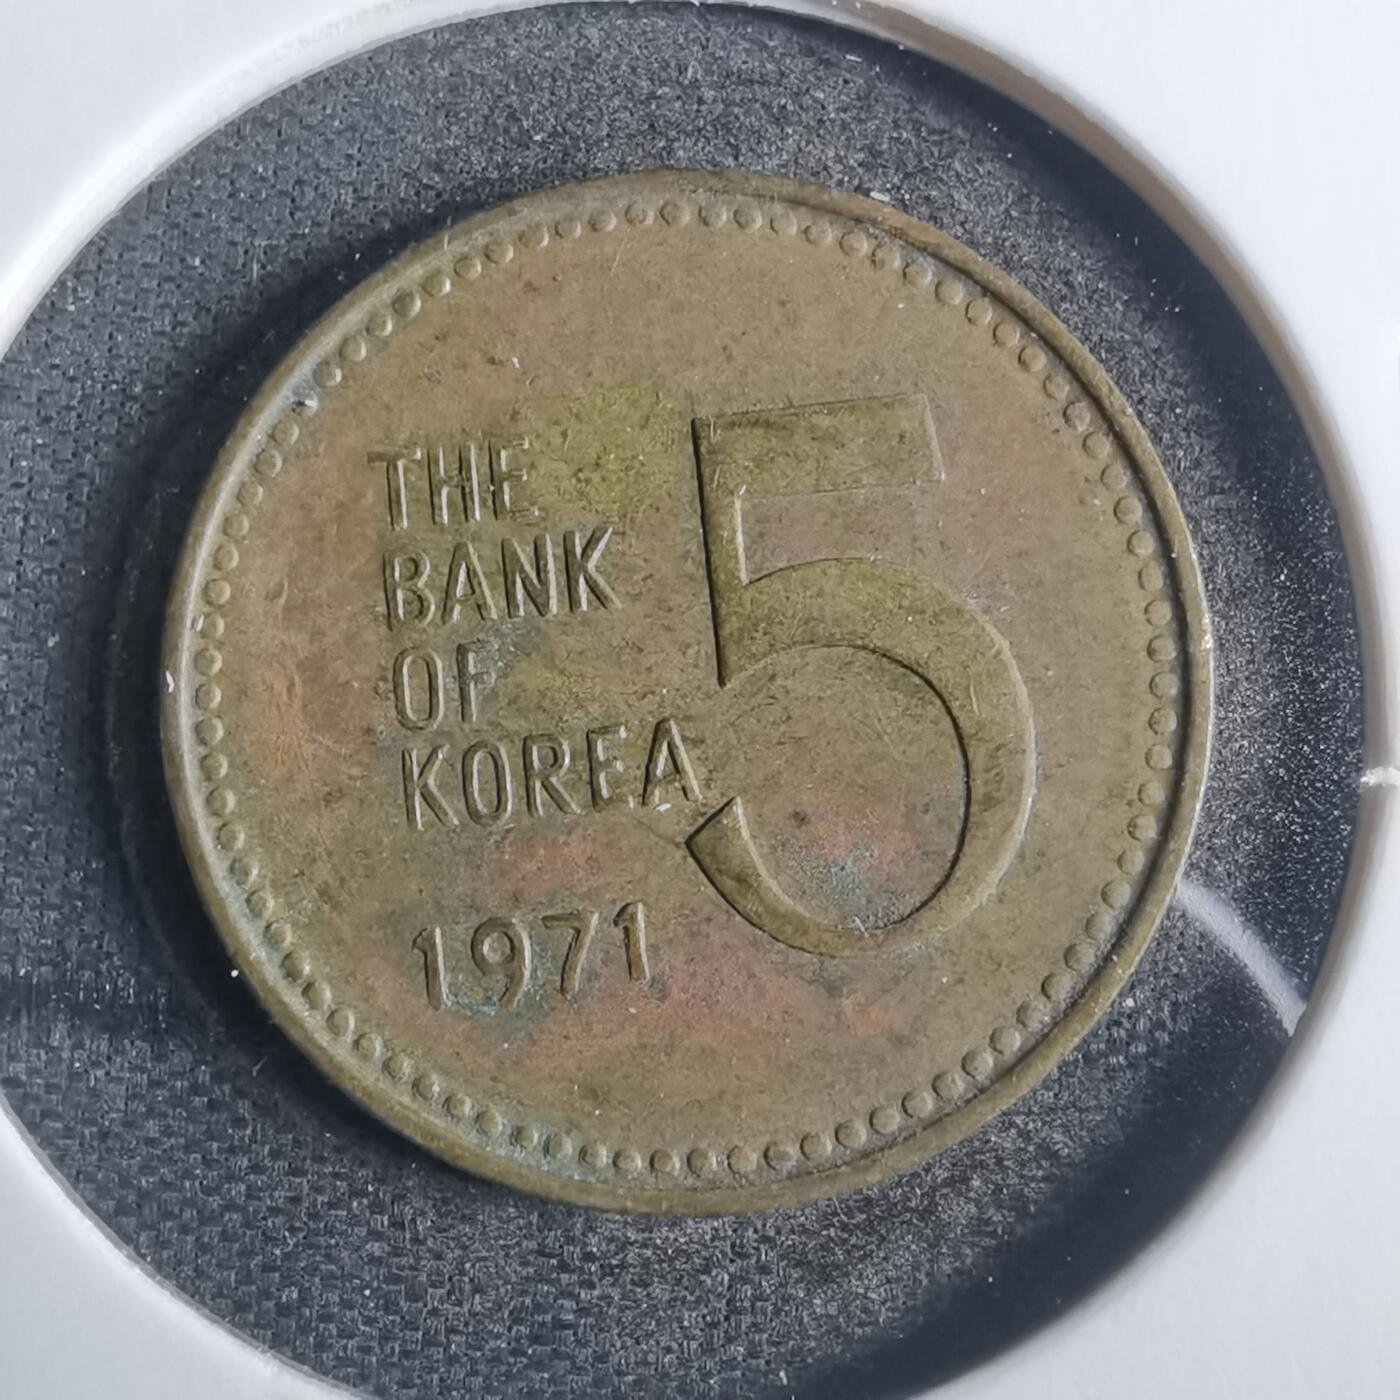 THE
BANK
OF
KOREA
1971
5